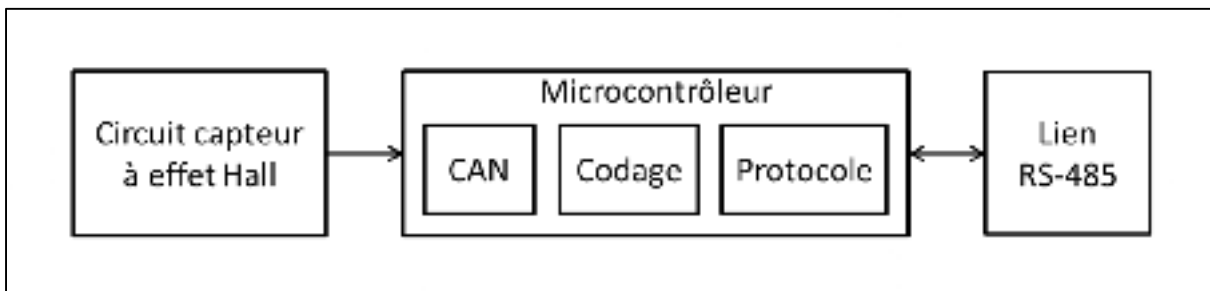 Circuit capteur
à effet Hall
Microcontrôleur
CAN
Codage
Protocole
Lien
RS-485